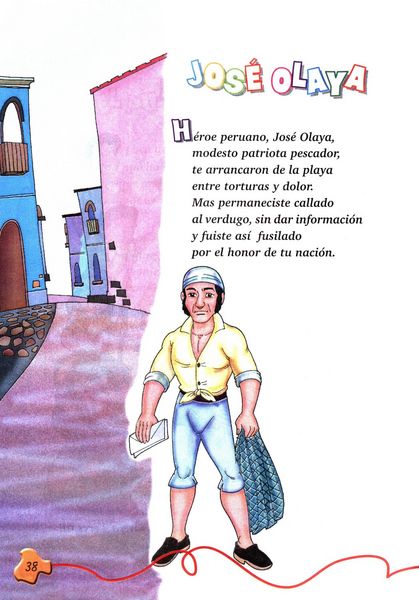 JOSÉ OLAYA
Héroe peruano, José Olaya,
modesto patriota pescador,
te arrancaron de la playa
entre torturas y dolor.
Mas permaneciste callado
al verdugo, sin dar información
y fuiste así fusilado
por el honor de tu nación.
38